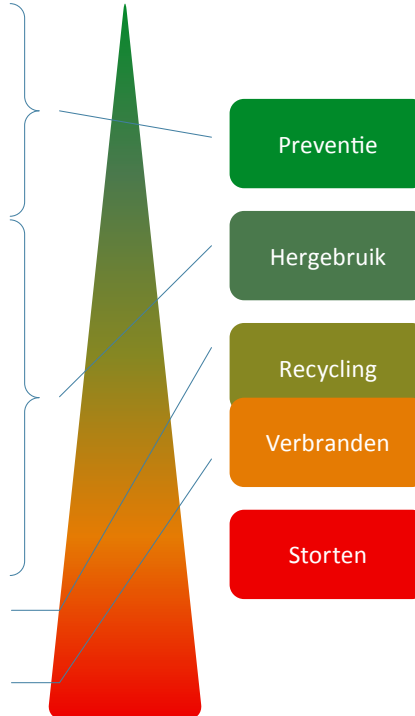 Preventie
Hergebruik
Recycling
Verbranden
Storten